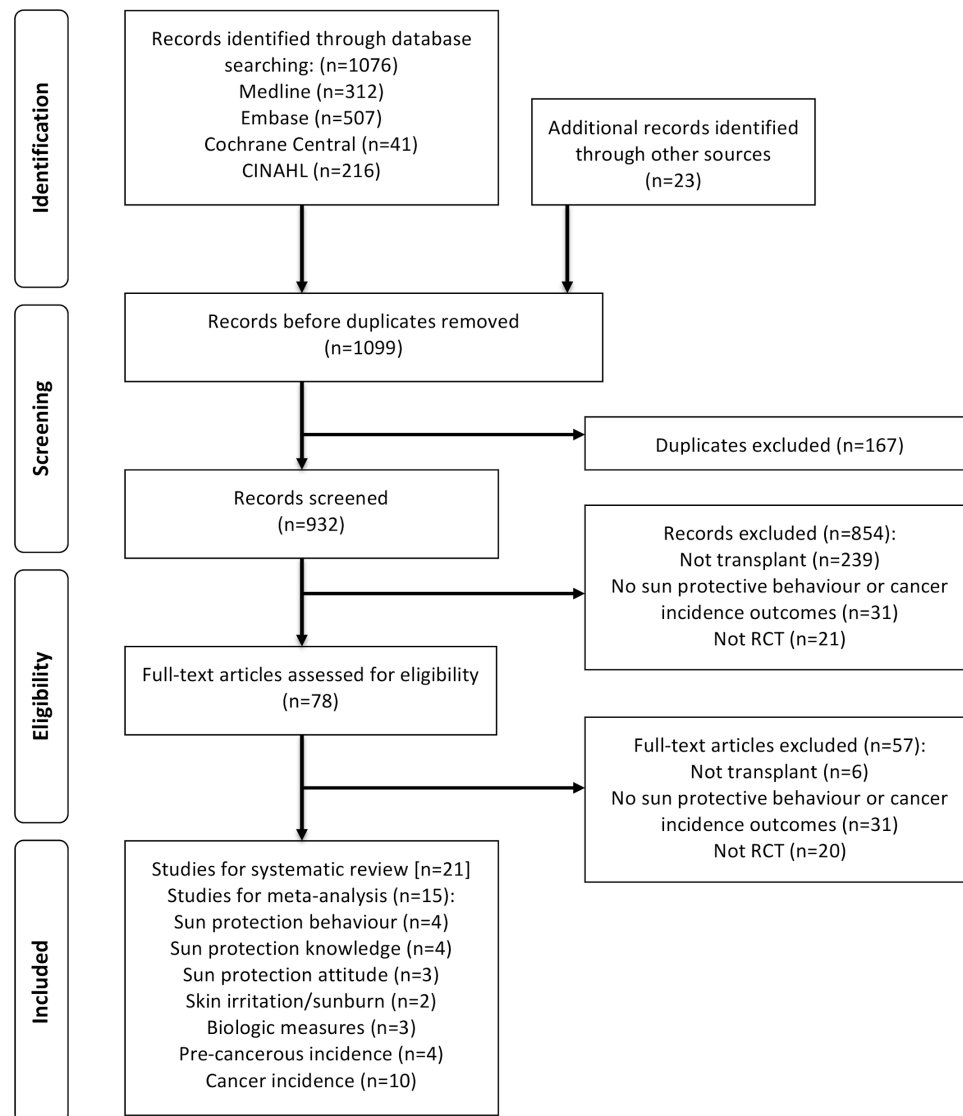 Identification
Records identified through database
searching: (n=1076)
Medline (n=312)
Embase (n=507)
Cochrane Central (n=41)
CINAHL (n=216)
Additional records identified
through other sources
(n=23)
Screening
Records before duplicates removed
(n=1099)
Duplicates excluded (n=167)
Records screened
(n=932)
Records excluded (n=854):
Not transplant (n=239)
No sun protective behaviour or cancer
incidence outcomes (n=31)
Not RCT (n=21)
Eligibility
Full-text articles assessed for eligibility
(n=78)
Full-text articles excluded (n=57):
Not transplant (n=6)
No sun protective behaviour or cancer
incidence outcomes (n=31)
Not RCT (n=20)
Included
Studies for systematic review [n=21]
Studies for meta-analysis (n=15):
Sun protection behaviour (n=4)
Sun protection knowledge (n=4)
Sun protection attitude (n=3)
Skin irritation/sunburn (n=2)
Biologic measures (n=3)
Pre-cancerous incidence (n=4)
Cancer incidence (n=10)